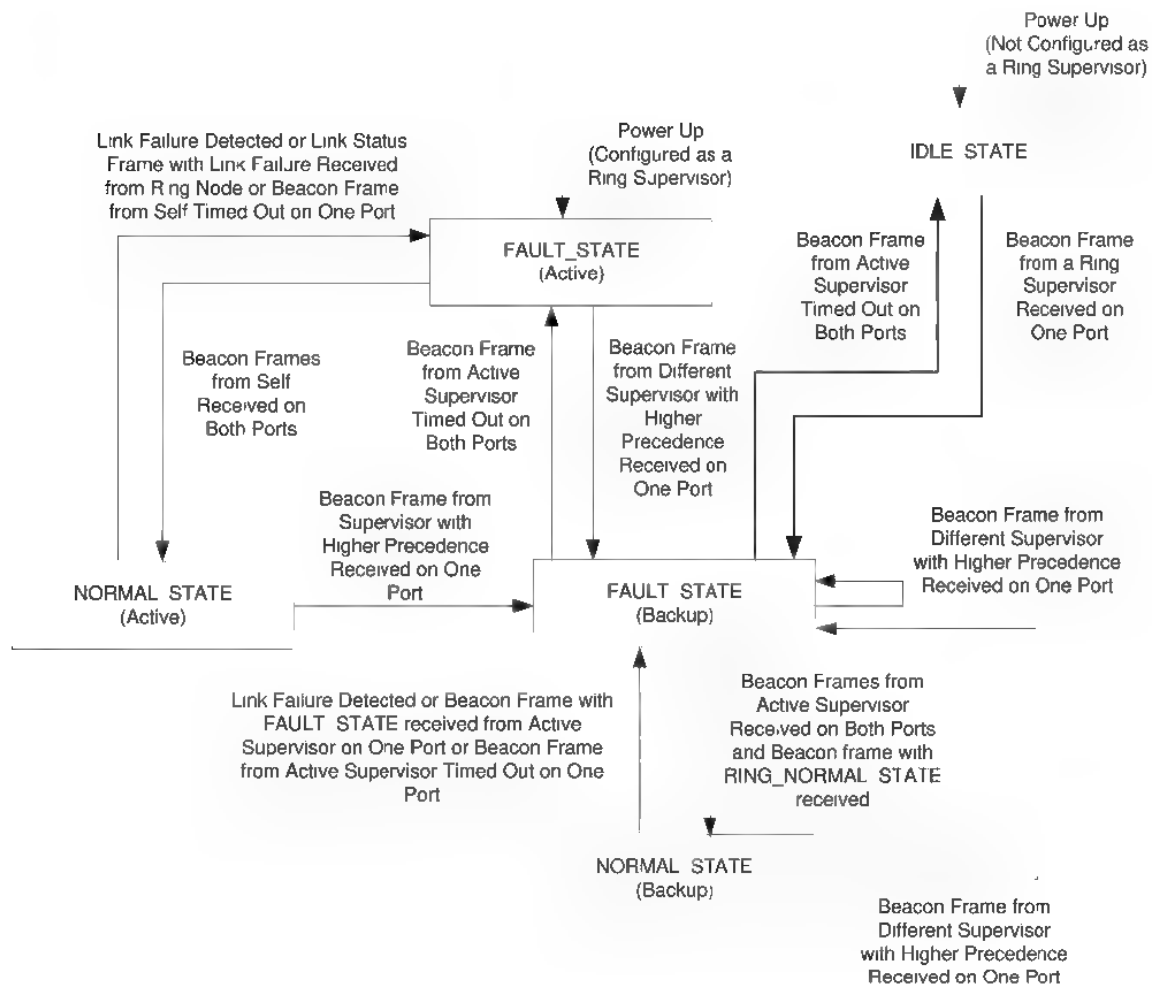 Power Up
(Not Configured as
a Ring Supervisor)
Link Failure Detected or Link Status
Frame with Link Failure Received
from Ring Node or Beacon Frame
from Self Timed Out on One Port
Power Up
(Configured as a
Ring Supervisor)
IDLE STATE
FAULT_STATE
(Active)
Beacon Frame
from Active
Supervisor
Timed Out on
Both Ports
Beacon Frame
from a Ring
Supervisor
Received on
One Port
Beacon Frames
from Self
Received on
Both Ports
Beacon Frame
from Active
Supervisor
Timed Out on
Both Ports
Beacon Frame
from Different
Supervisor with
Higher
Precedence
Received on
One Port
Beacon Frame from
Supervisor with
Higher Precedence
Received on One
Port
Beacon Frame from
Different Supervisor
with Higher Precedence
Received on One Port
NORMAL STATE
(Active)
FAULT STATE
(Backup)
Link Failure Detected or Beacon Frame with
FAULT STATE received from Active
Supervisor on One Port or Beacon Frame
from Active Supervisor Timed Out on One
Port
Beacon Frames from
Active Supervisor
Received on Both Ports
and Beacon frame with
RING_NORMAL STATE
received
NORMAL STATE
(Backup)
Beacon Frame from
Different Supervisor
with Higher Precedence
Received on One Port